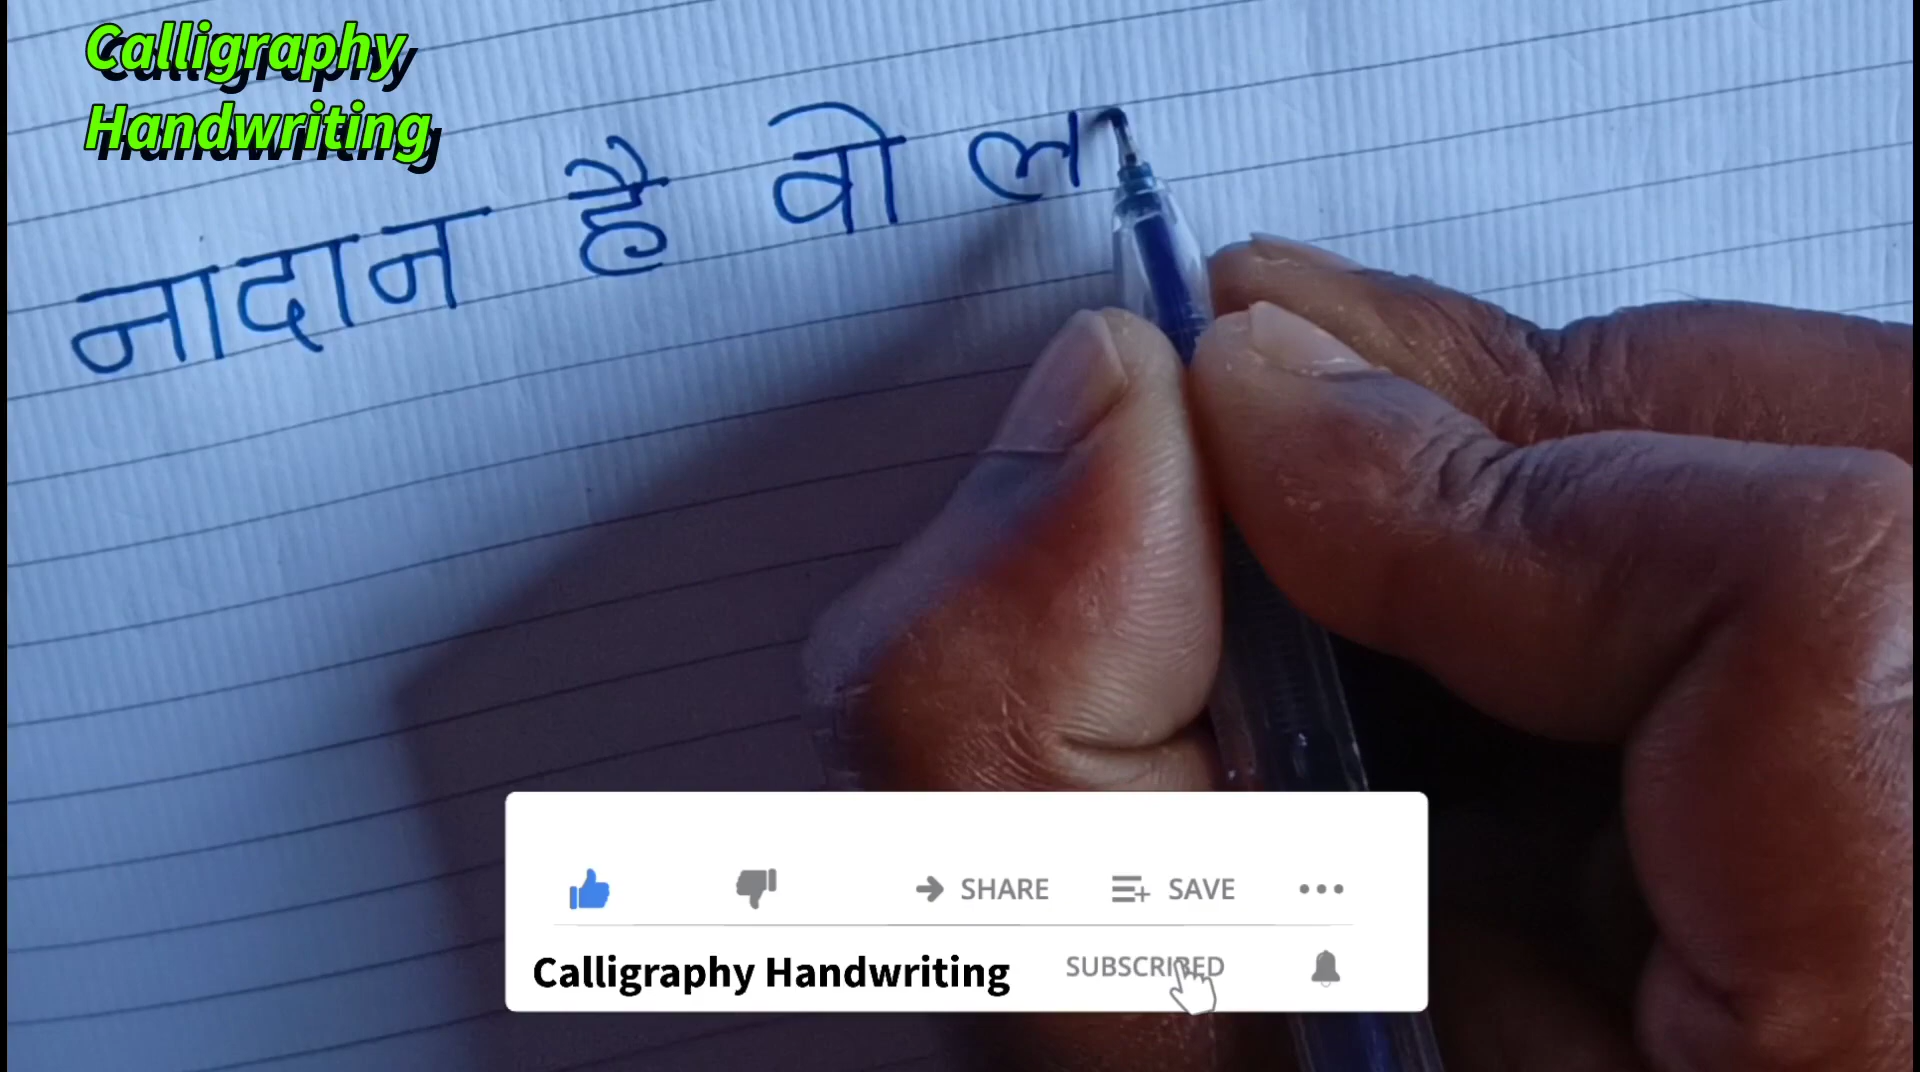 Calligraphy
Handwriting
नादान है वो ल
SHARE SAVE
Calligraphy Handwriting SUBSCRIBED